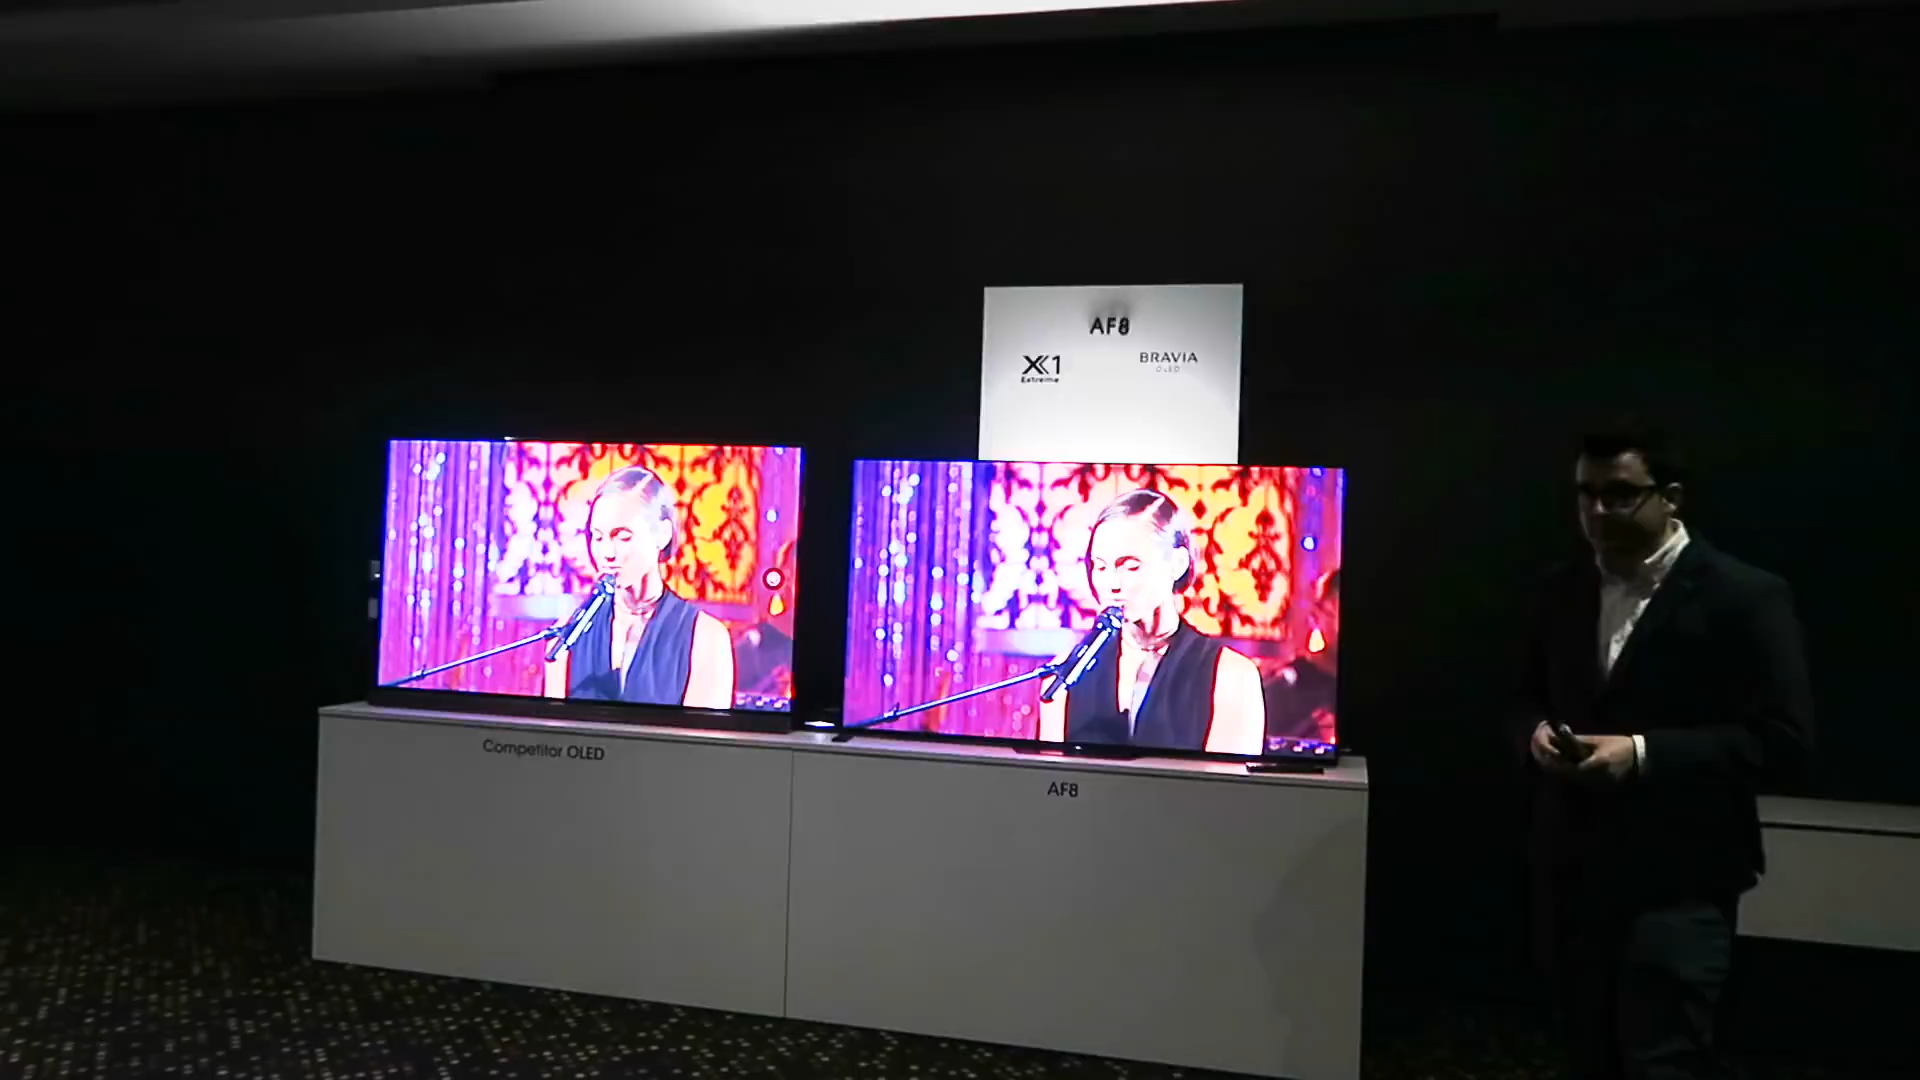 AF8
X1
Extreme
BRAVIA
OLED
Competitor OLED
AF8